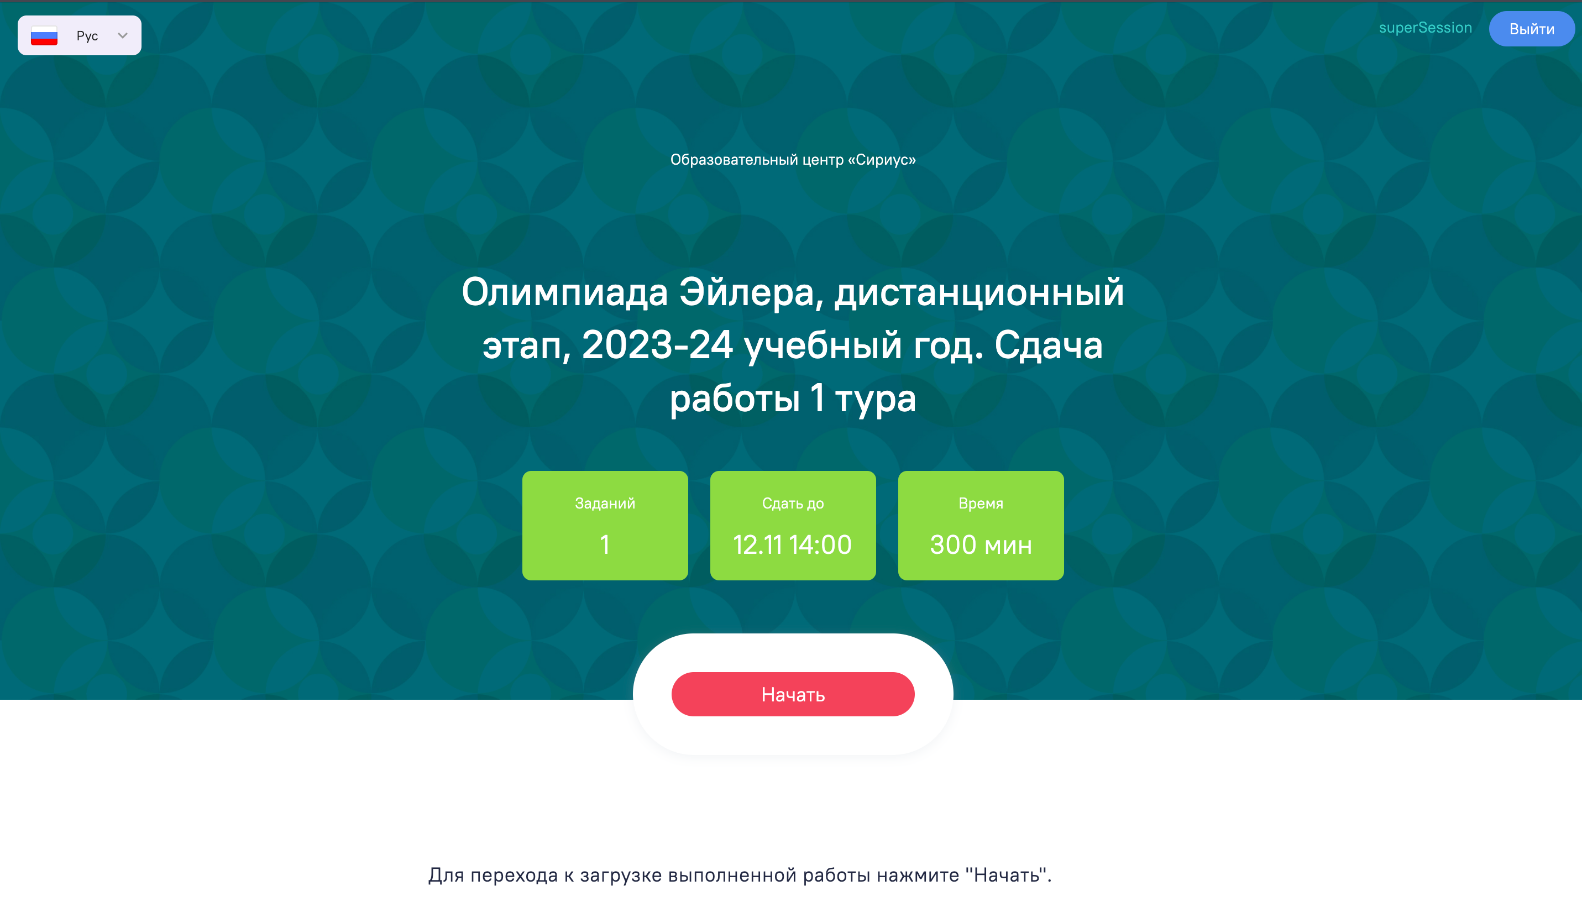 Рус
superSession
Выйти
Образовательный центр «Сириус»
Олимпиада Эйлера, дистанционный
этап, 2023-24 учебный год. Сдача
работы 1 тура
Заданий
1
Сдать до
12.11 14:00
Время
300 мин
Начать
Для перехода к загрузке выполненной работы нажмите "Начать".